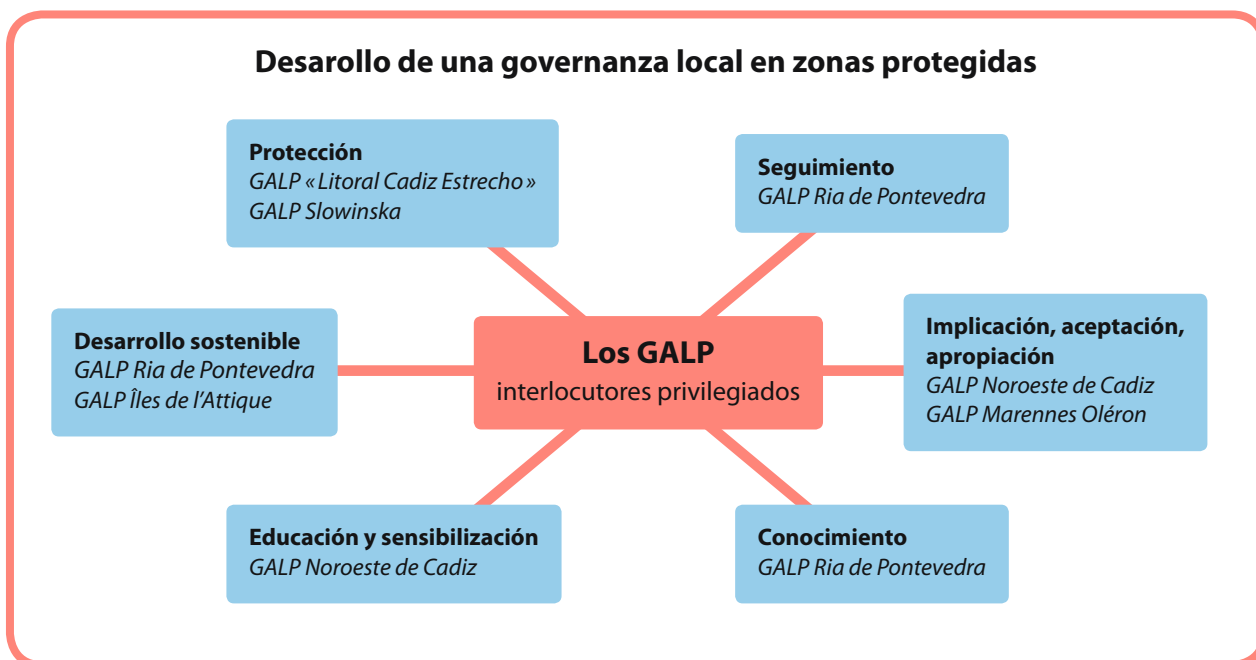 Desarollo de una governanza local en zonas protegidas
Protección
GALP « Litoral Cadiz Estrecho »
GALP Slowinska
Seguimiento
GALP Ria de Pontevedra
Desarrollo sostenible
GALP Ria de Pontevedra
GALP Îles de l'Attique
Los GALP
interlocutores privilegiados
Implicación, aceptación,
apropiación
GALP Noroeste de Cadiz
GALP Marennes Oléron
Educación y sensibilización
GALP Noroeste de Cadiz
Conocimiento
GALP Ria de Pontevedra